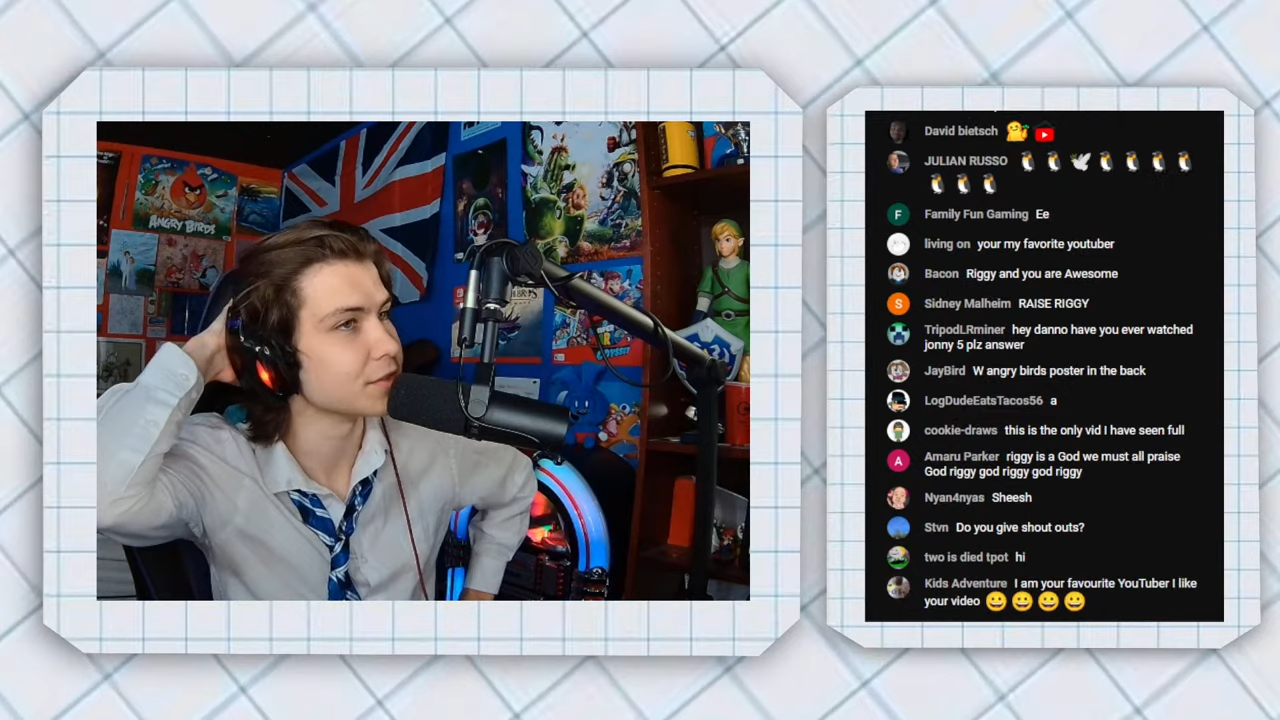 ANGRY BIRDS
ODYSSEY
David bietsch
JULIAN RUSSO
Family Fun Gaming Ee
living on your my favorite youtuber
Bacon Riggy and you are Awesome
Sidney Malheim RAISE RIGGY
TripodLRminer hey danno have you ever watched
jonny 5 plz answer
JayBird W angry birds poster in the back
LogDudeEatsTacos56 a
cookie-draws this is the only vid I have seen full
Amaru Parker riggy is a God we must all praise
God riggy god riggy god riggy
Nyan4nyas Sheesh
Stvn Do you give shout outs?
two is died tpot hi
Kids Adventure I am your favourite YouTuber I like
your video